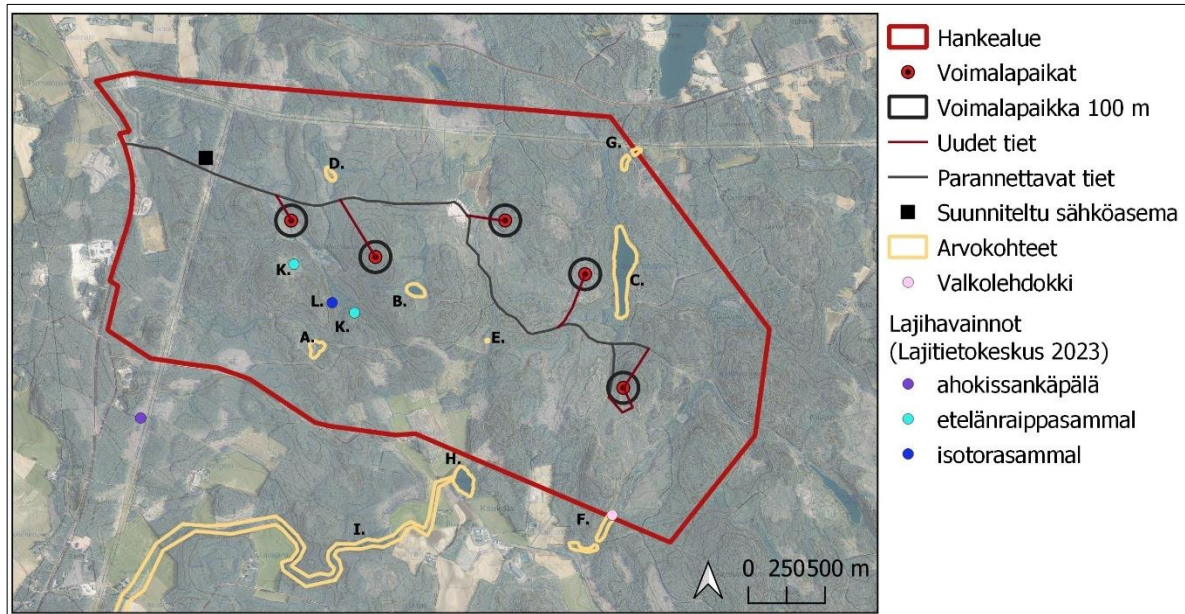 G.
D.
K.
B.
C.
L.
K.
A.
E.
H.
I.
F.
0 250500 m
Hankealue
Voimalapaikat
Voimalapaikka 100 m
Uudet tiet
Parannettavat tiet
Suunniteltu sähköasema
Arvokohteet
Valkolehdokki
Lajihavainnot
(Lajitietokeskus 2023)
ahokissankäpälä
etelänraippasammal
isotorasammal